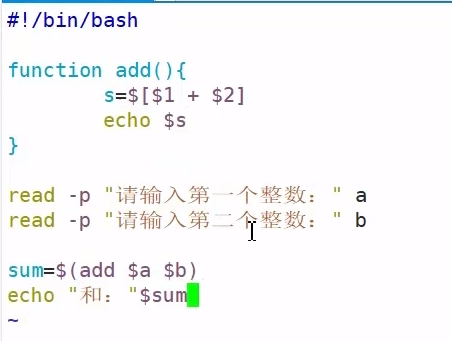 #!/bin/bash
function add(){
s=$[$1 + $2]
echo $s
}
read -p "请输入第一个整数：" a
read -p "请输入第二个整数：" b
sum=$(add $a $b)
echo "和："$sum
~